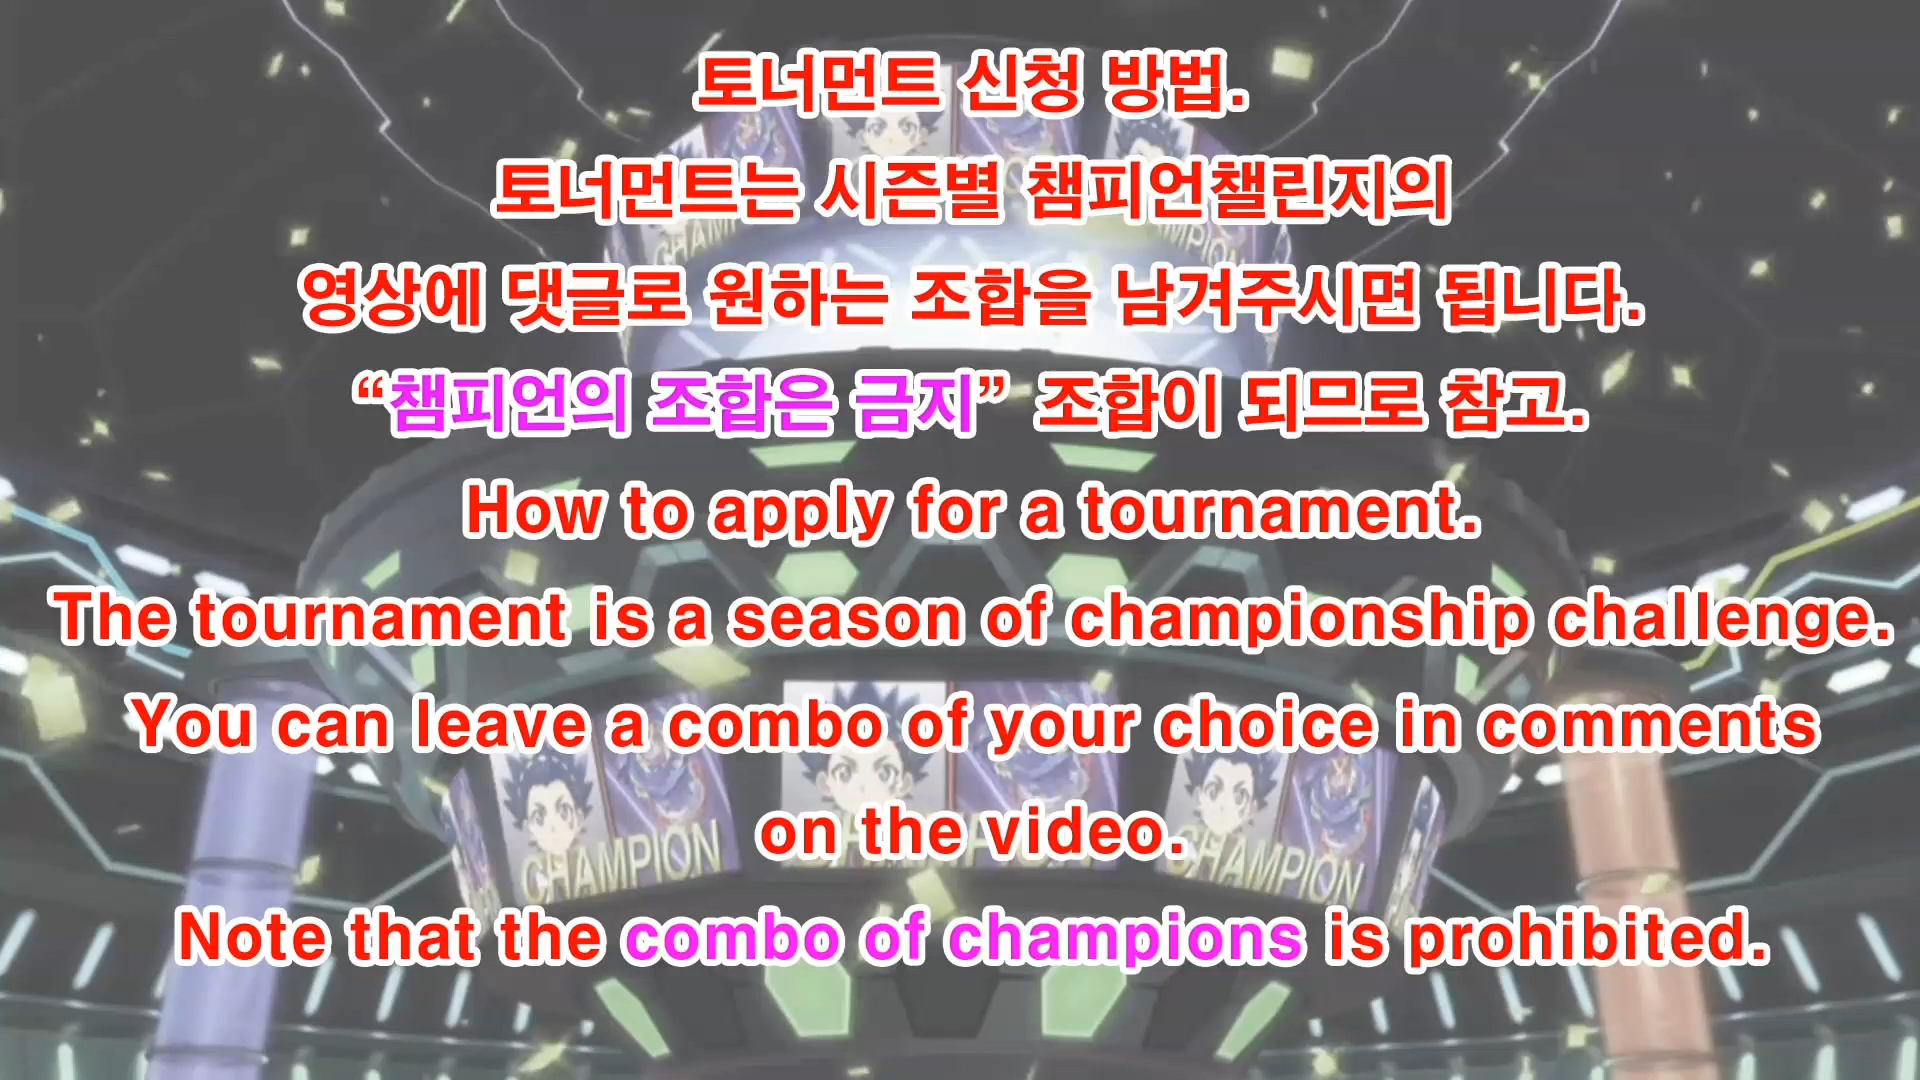 토너먼트 신청 방법.
토너먼트는 시즌별 챔피언챌린지의
영상에 댓글로 원하는 조합을 남겨주시면 됩니다.
“챔피언의 조합은 금지” 조합이 되므로 참고.
How to apply for a tournament.
The tournament is a season of championship challenge.
You can leave a combo of your choice in comments
on the video.
Note that the combo of champions is prohibited.
CHAMPION
CHAMPION